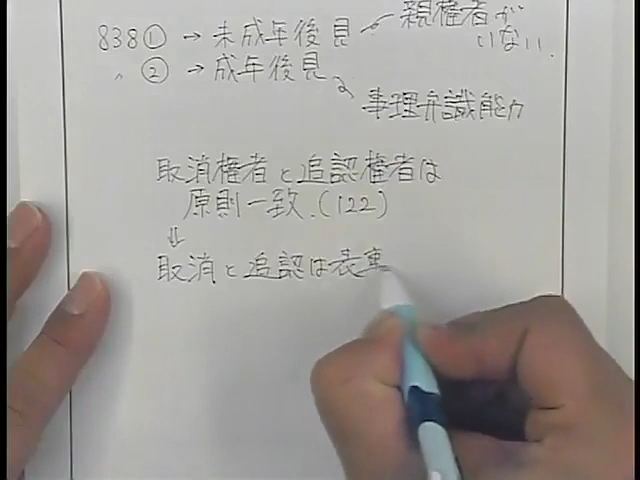 838① → 未成年後見 ← 親権者が
いない.
〃 ② → 成年後見
事理弁識能力
取消権者と追認権者は
原則一致.(122)
⇓
取消と追認は表裏